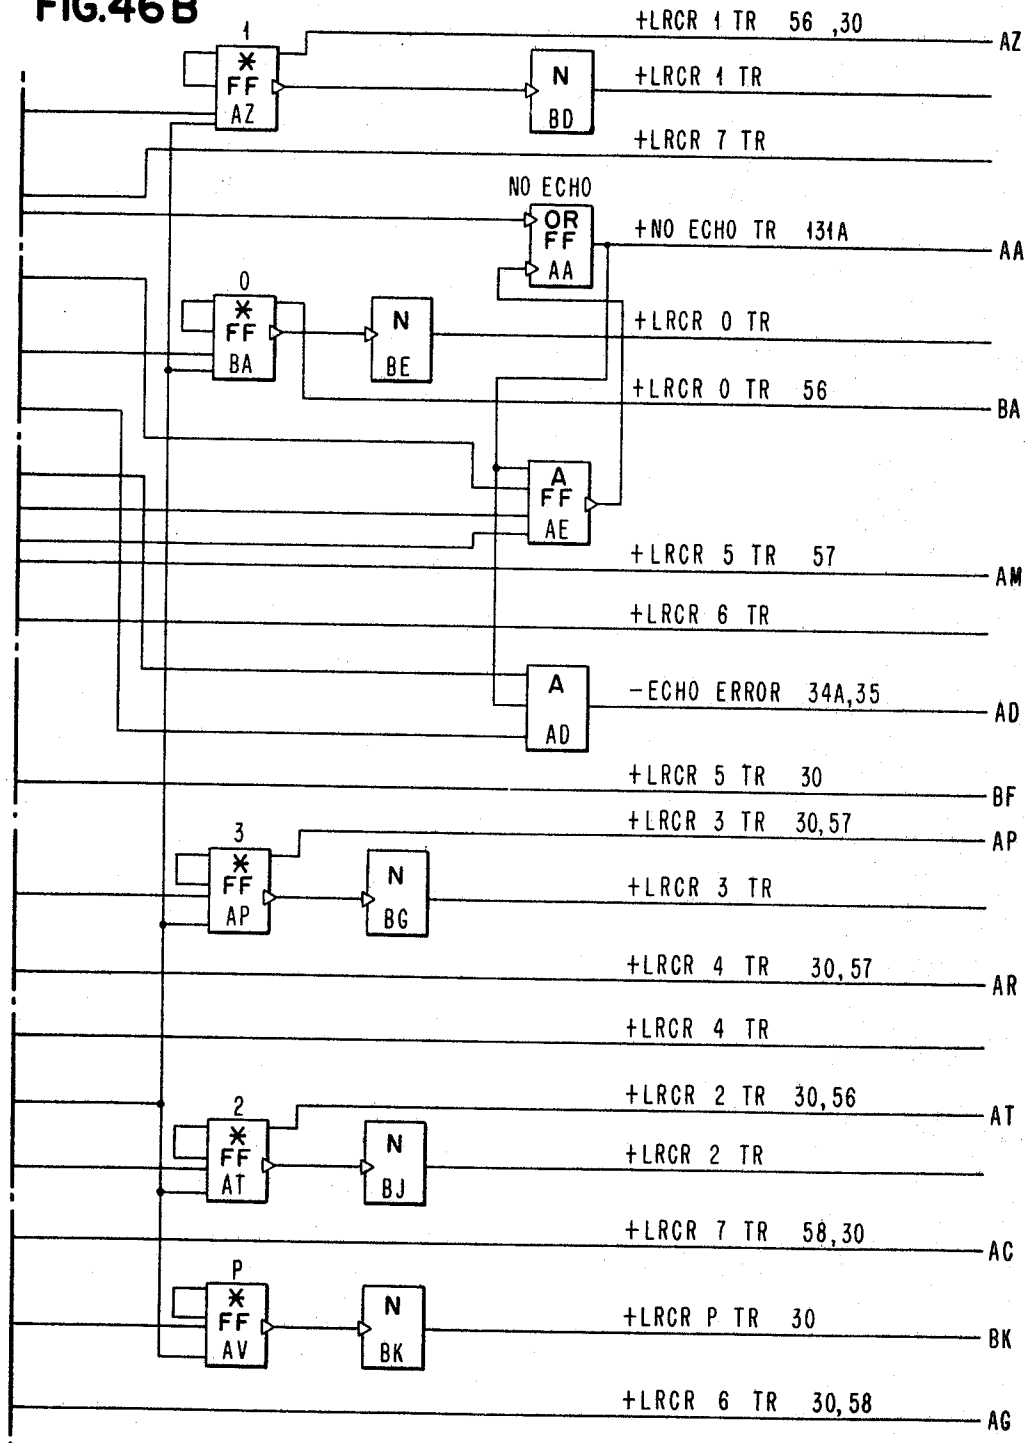 FIG.46B
1
+LRCR 1 TR 56 ,30
AZ
*
FF
AZ
N
BD
+LRCR 1 TR
+LRCR 7 TR
NO ECHO
OR
FF
AA
+NO ECHO TR 131A
AA
0
*
FF
BA
N
BE
+LRCR 0 TR
+LRCR 0 TR 56
BA
A
FF
AE
+LRCR 5 TR 57
AM
+LRCR 6 TR
A
AD
-ECHO ERROR 34A,35
AD
+LRCR 5 TR 30
BF
+LRCR 3 TR 30,57
AP
3
*
FF
AP
N
BG
+LRCR 3 TR
+LRCR 4 TR 30,57
AR
+LRCR 4 TR
+LRCR 2 TR 30,56
AT
2
*
FF
AT
N
BJ
+LRCR 2 TR
+LRCR 7 TR 58,30
AC
P
*
FF
AV
N
BK
+LRCR P TR 30
BK
+LRCR 6 TR 30,58
AG